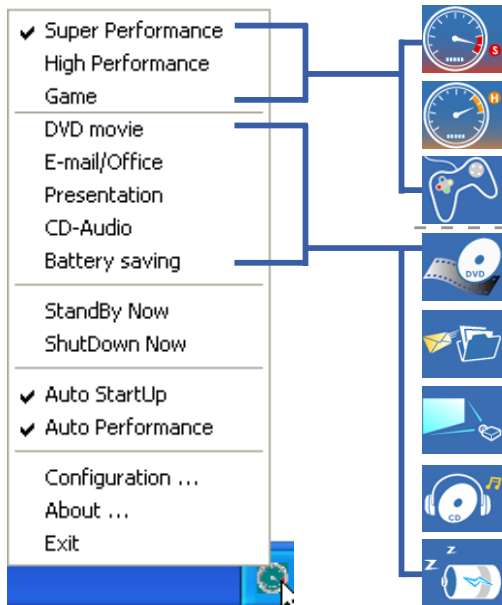 Super Performance
High Performance
Game
DVD movie
E-mail/Office
Presentation
CD-Audio
Battery saving
StandBy Now
ShutDown Now
Auto StartUp
Auto Performance
Configuration ...
About ...
Exit
S
H
DVD
CD
z
Z